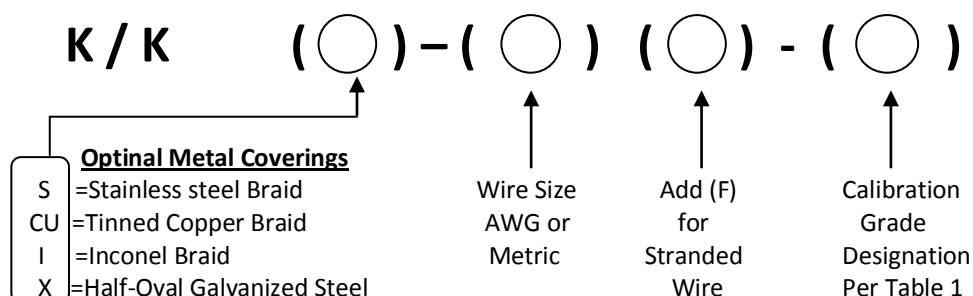 K / K ( ) – ( ) ( ) - ( )
Optinal Metal Coverings
S =Stainless steel Braid
CU =Tinned Copper Braid
I =Inconel Braid
X =Half-Oval Galvanized Steel
Wire Size
AWG or
Metric
Add (F)
for
Stranded
Wire
Calibration
Grade
Designation
Per Table 1